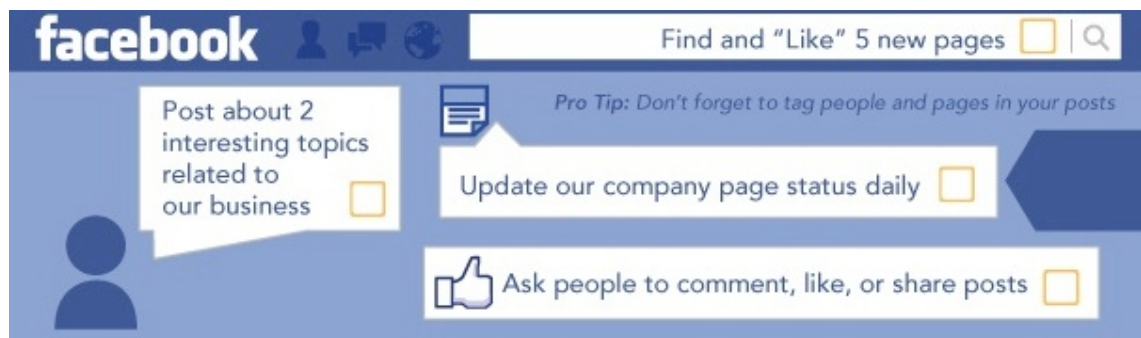 facebook
Find and “Like” 5 new pages
Post about 2
interesting topics
related to
our business
Pro Tip: Don’t forget to tag people and pages in your posts
Update our company page status daily
Ask people to comment, like, or share posts